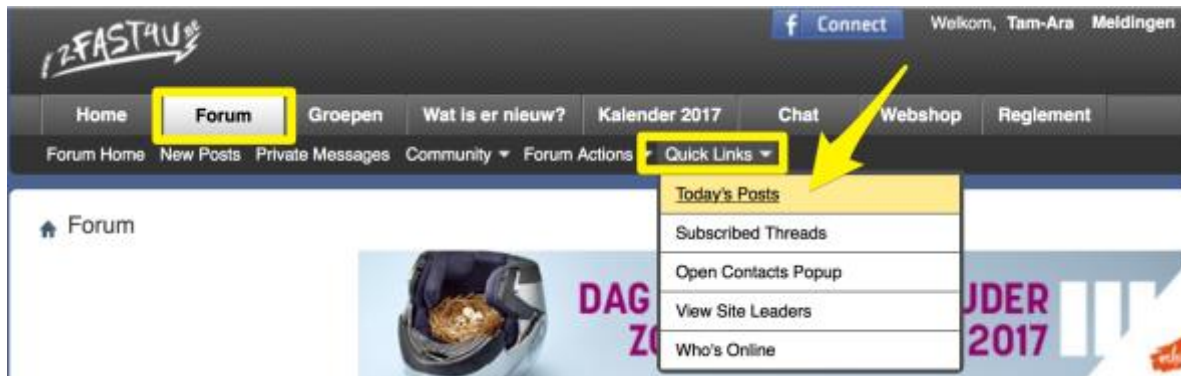 12FAST4U
f Connect Welkom, Tam-Ara Meldingen
Home Forum Groepen Wat is er nieuw? Kalender 2017 Chat Webshop Reglement
Forum Home New Posts Private Messages Community Forum Actions Quick Links
Today's Posts
Subscribed Threads
Open Contacts Popup
View Site Leaders
Who's Online
Forum
DAG
2017